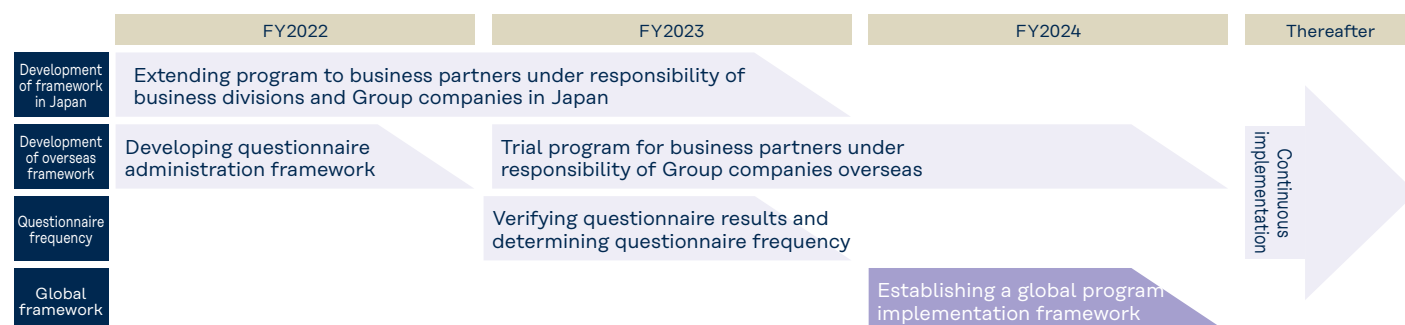 FY2022
FY2023
FY2024
Thereafter
Development
of framework
in Japan
Extending program to business partners under responsibility of
business divisions and Group companies in Japan
Development
of overseas
framework
Developing questionnaire
administration framework
Trial program for business partners under
responsibility of Group companies overseas
Questionnaire
frequency
Verifying questionnaire results and
determining questionnaire frequency
Global
framework
Establishing a global program
implementation framework
Continuous
implementation